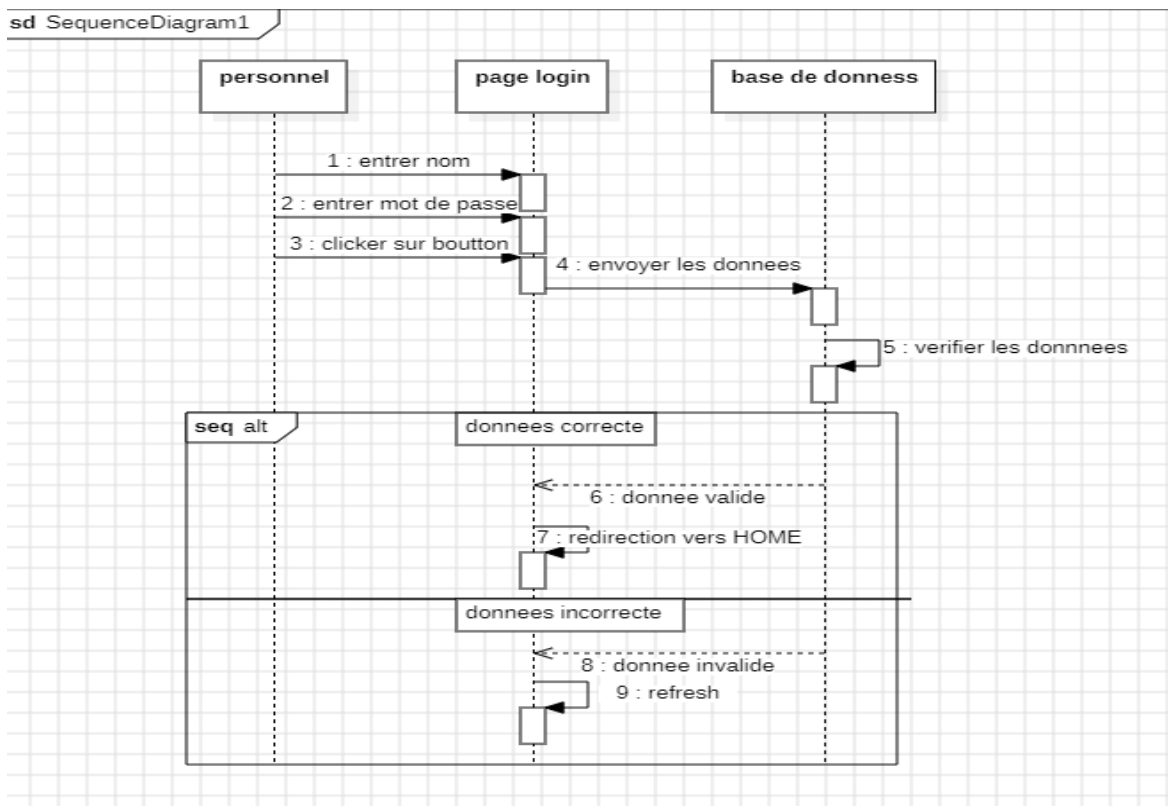 sd SequenceDiagram1
personnel
page login
base de donness
1 : entrer nom
2 : entrer mot de passe
3 : clicker sur boutton
4 : envoyer les donnees
5 : verifier les donnnees
seq alt
donnees correcte
6 : donnee valide
7 : redirection vers HOME
donnees incorrecte
8 : donnee invalide
9 : refresh